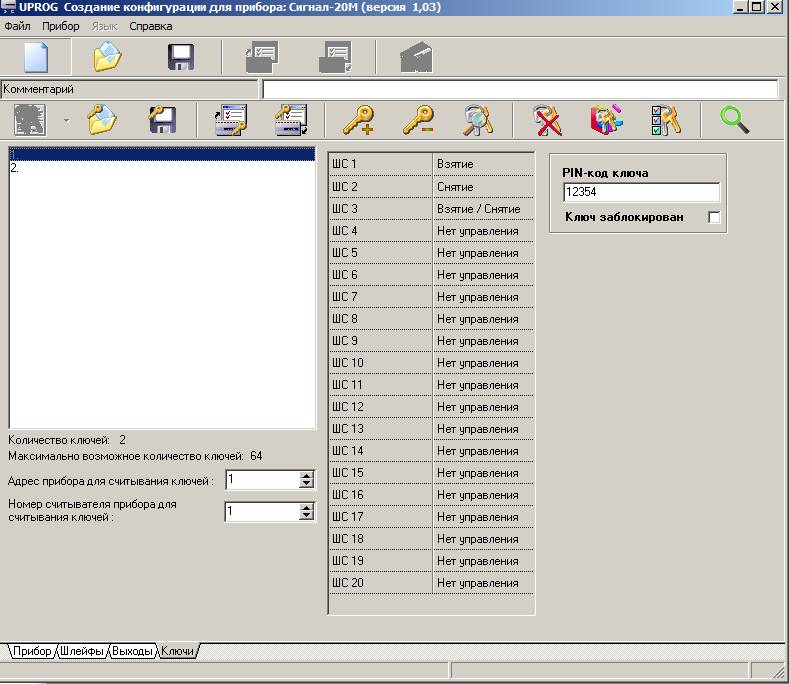 UPROG Создание конфигурации для прибора: Сигнал-20М (версия 1,03)
Файл Прибор Язык Справка
Комментарий
1.
2.
ШС 1 Взятие
ШС 2 Снятие
ШС 3 Взятие / Снятие
ШС 4 Нет управления
ШС 5 Нет управления
ШС 6 Нет управления
ШС 7 Нет управления
ШС 8 Нет управления
ШС 9 Нет управления
ШС 10 Нет управления
ШС 11 Нет управления
ШС 12 Нет управления
ШС 13 Нет управления
ШС 14 Нет управления
ШС 15 Нет управления
ШС 16 Нет управления
ШС 17 Нет управления
ШС 18 Нет управления
ШС 19 Нет управления
ШС 20 Нет управления
PIN-код ключа
12354
Ключ заблокирован
Количество ключей: 2
Максимально возможное количество ключей: 64
Адрес прибора для считывания ключей : 1
Номер считывателя прибора для
считывания ключей : 1
Прибор Шлейфы Выходы Ключи